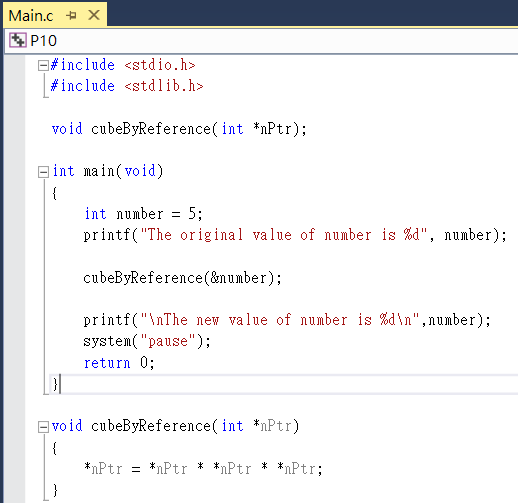 Main.c
P10
#include <stdio.h>
#include <stdlib.h>
void cubeByReference(int *nPtr);
int main(void)
{
int number = 5;
printf("The original value of number is %d", number);
cubeByReference(&number);
printf("\nThe new value of number is %d\n",number);
system("pause");
return 0;
}
void cubeByReference(int *nPtr)
{
*nPtr = *nPtr * *nPtr * *nPtr;
}